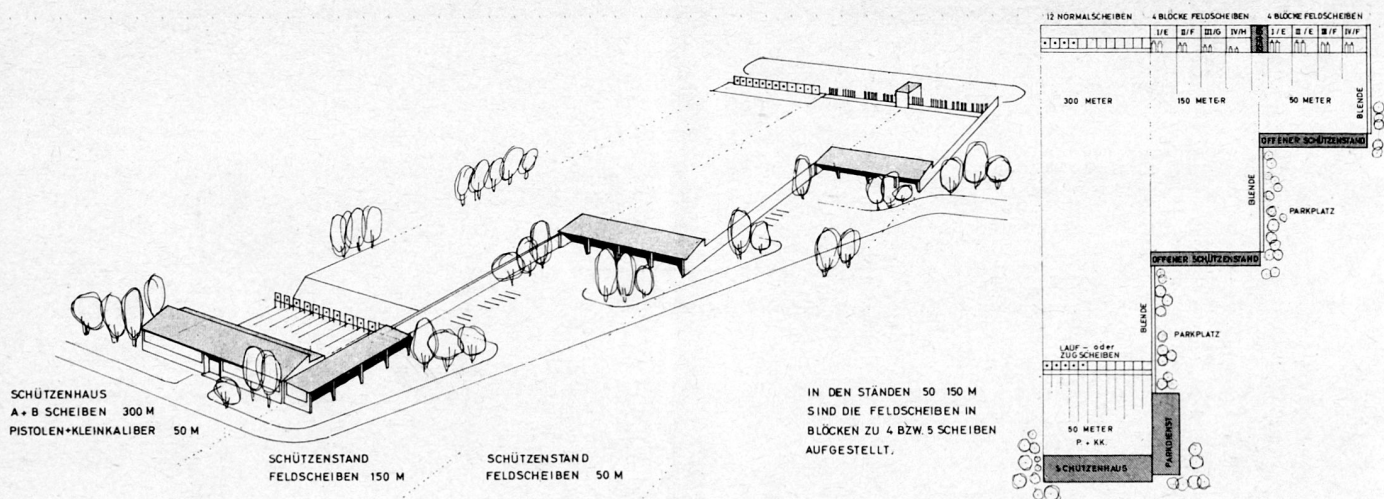 SCHÜTZENHAUS
A + B SCHEIBEN 300 M
PISTOLEN+KLEINKALIBER 50 M
SCHÜTZENSTAND
FELDSCHEIBEN 150 M
SCHÜTZENSTAND
FELDSCHEIBEN 50 M
IN DEN STÄNDEN 50 150 M
SIND DIE FELDSCHEIBEN IN
BLÖCKEN ZU 4 BZW. 5 SCHEIBEN
AUFGESTELLT.
12 NORMALSCHEIBEN 4 BLÖCKE FELDSCHEIBEN 4 BLÖCKE FELDSCHEIBEN
I/E II/F III/G IV/H I/E II/E III/F IV/F
300 METER 150 METER 50 METER
BLENDE
OFFENER SCHÜTZENSTAND
BLENDE
PARKPLATZ
OFFENER SCHÜTZENSTAND
BLENDE
PARKPLATZ
LAUF- oder
ZUGSCHEIBEN
50 METER
P. + KK.
PARKDIENST
SCHÜTZENHAUS